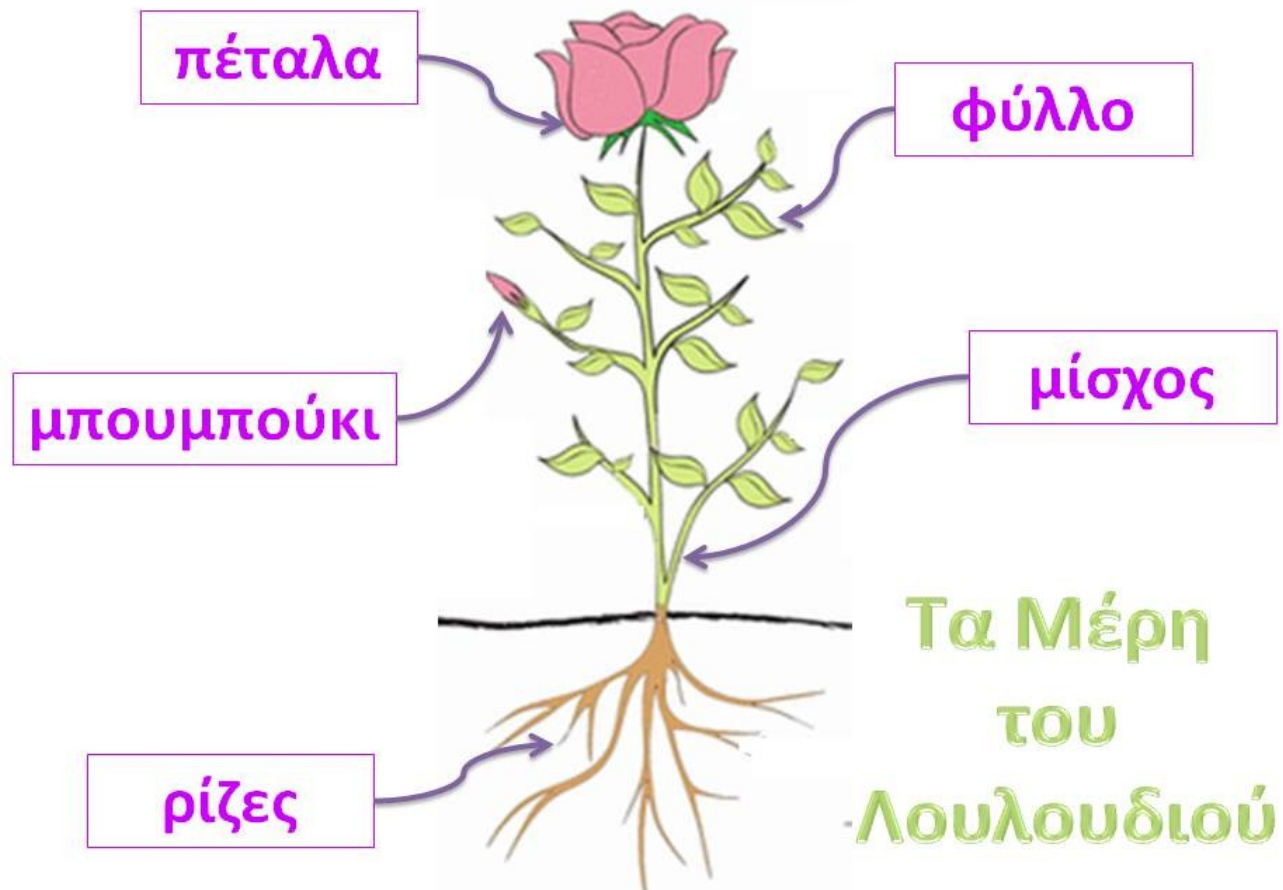 πέταλα
φύλλο
μπουμπούκι
μίσχος
ρίζες
Τα Μέρη
του
Λουλουδιού